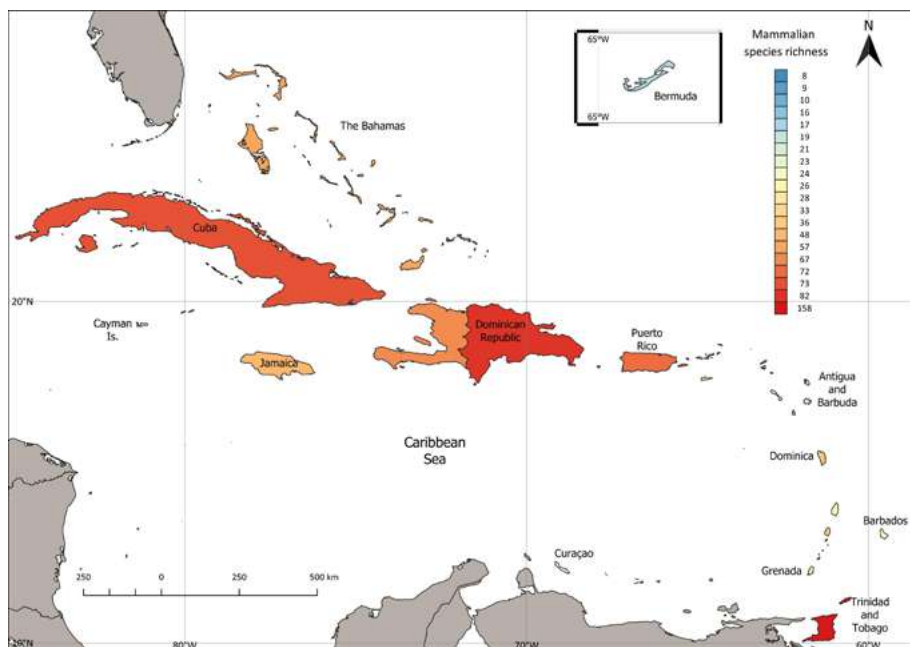 65°W
65°W
Bermuda
Mammalian
species richness
8
9
10
16
17
19
21
23
24
26
28
33
36
48
57
67
72
73
82
158
N
The Bahamas
Cuba
20°N
Cayman
Is.
Jamaica
Dominican
Republic
Puerto
Rico
Antigua
and
Barbuda
Caribbean
Sea
Dominica
Barbados
Curaçao
Grenada
250
0
250
500 km
Trinidad
and
Tobago
80°W
70°W
60°W